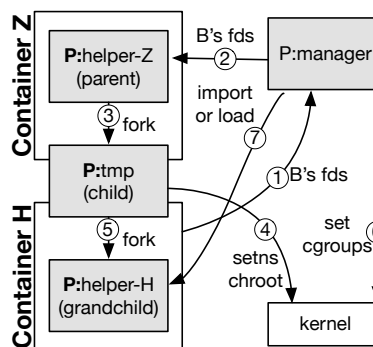 Container Z
P:helper-Z
(parent)
B's fds
2
P:manager
3
fork
import
or load
7
P:tmp
(child)
1
B's fds
Container H
5
fork
4
setns
chroot
set
cgroups
P:helper-H
(grandchild)
kernel